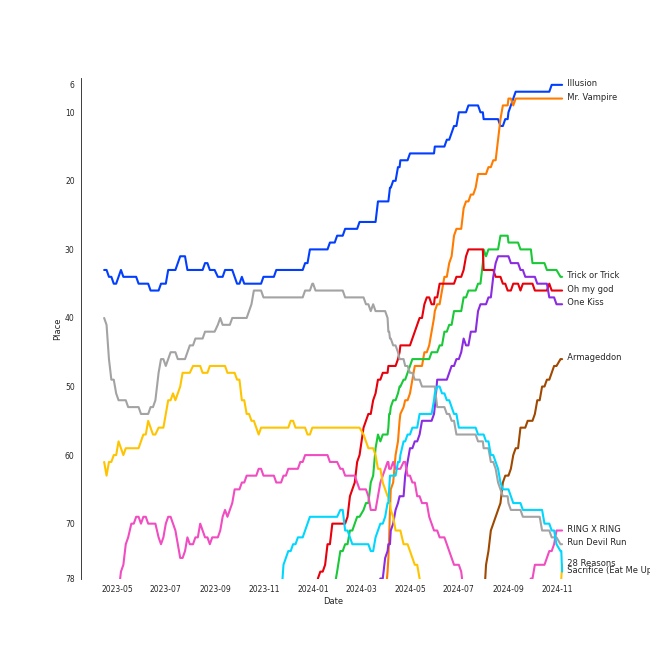 6
10
20
30
40
50
60
70
78
Place
2023-05
2023-07
2023-09
2023-11
2024-01
2024-03
2024-05
2024-07
2024-09
2024-11
Date
Illusion
Mr. Vampire
Trick or Trick
Oh my god
One Kiss
Armageddon
RING X RING
Run Devil Run
28 Reasons
Sacrifice (Eat Me Up